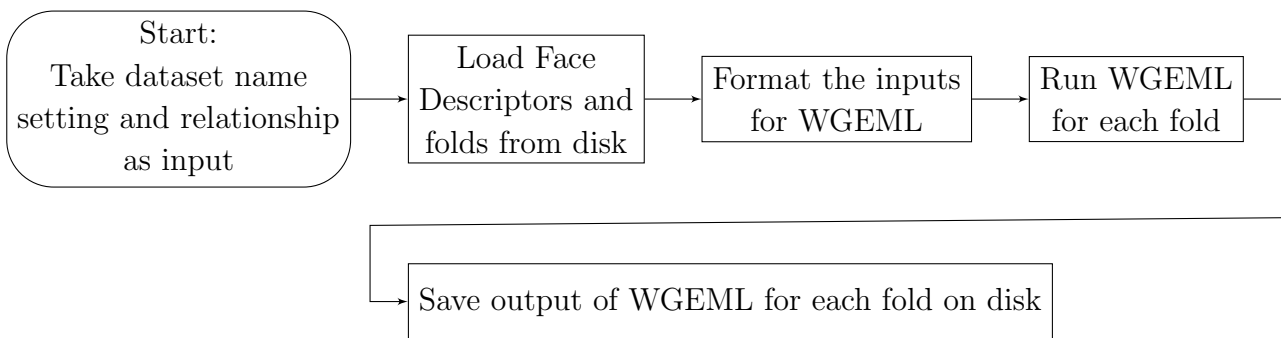 Start:
Take dataset name
setting and relationship
as input
Load Face
Descriptors and
folds from disk
Format the inputs
for WGEML
Run WGEML
for each fold
Save output of WGEML for each fold on disk